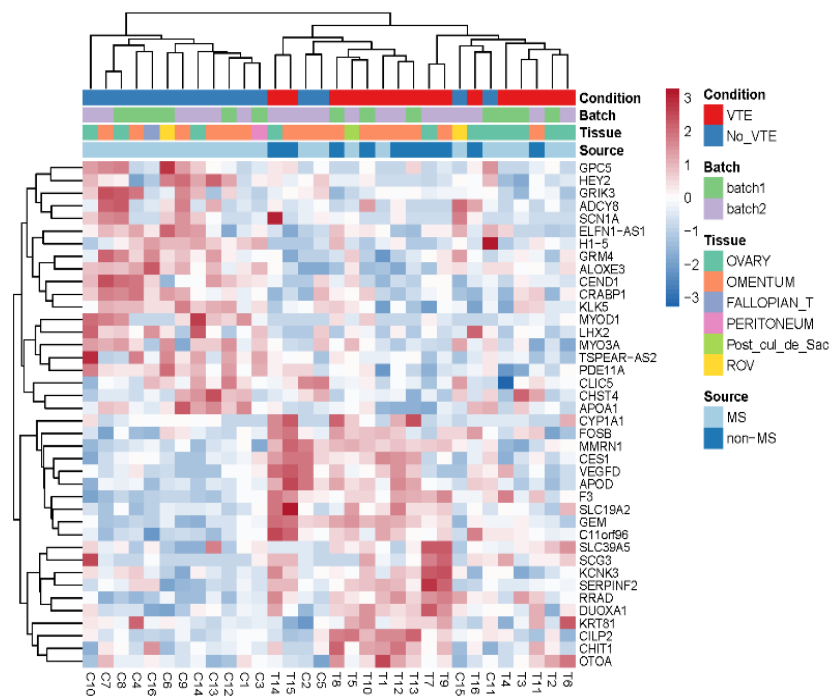 Condition
Batch
Tissue
Source
GPC5
HEY2
GRIK3
ADCY8
SCN1A
ELFN1-AS1
H1-5
GRM4
ALOXE3
CEND1
CRABP1
KLK5
MYOD1
LHX2
MYO3A
TSPEAR-AS2
PDE11A
CLIC5
CHST4
APOA1
CYP1A1
FOSB
MMRN1
CES1
VEGFD
APOD
F3
SLC19A2
GEM
C11orf96
SLC39A5
SCG3
KCNK3
SERPINF2
RRAD
DUOXA1
KRT81
CILP2
CHIT1
OTOA
C10 C7 C8 C4 C16 C6 C9 C14 C13 C12 C1 C3 T14 T15 C2 C5 T8 T5 T10 T1 T12 T13 T7 T9 C15 T16 C11 T4 T3 T11 T2 T6
3
2
1
0
-1
-2
-3
Condition
VTE
No_VTE
Batch
batch1
batch2
Tissue
OVARY
OMENTUM
FALLOPIAN_T
PERITONEUM
Post_cul_de_Sac
ROV
Source
MS
non-MS